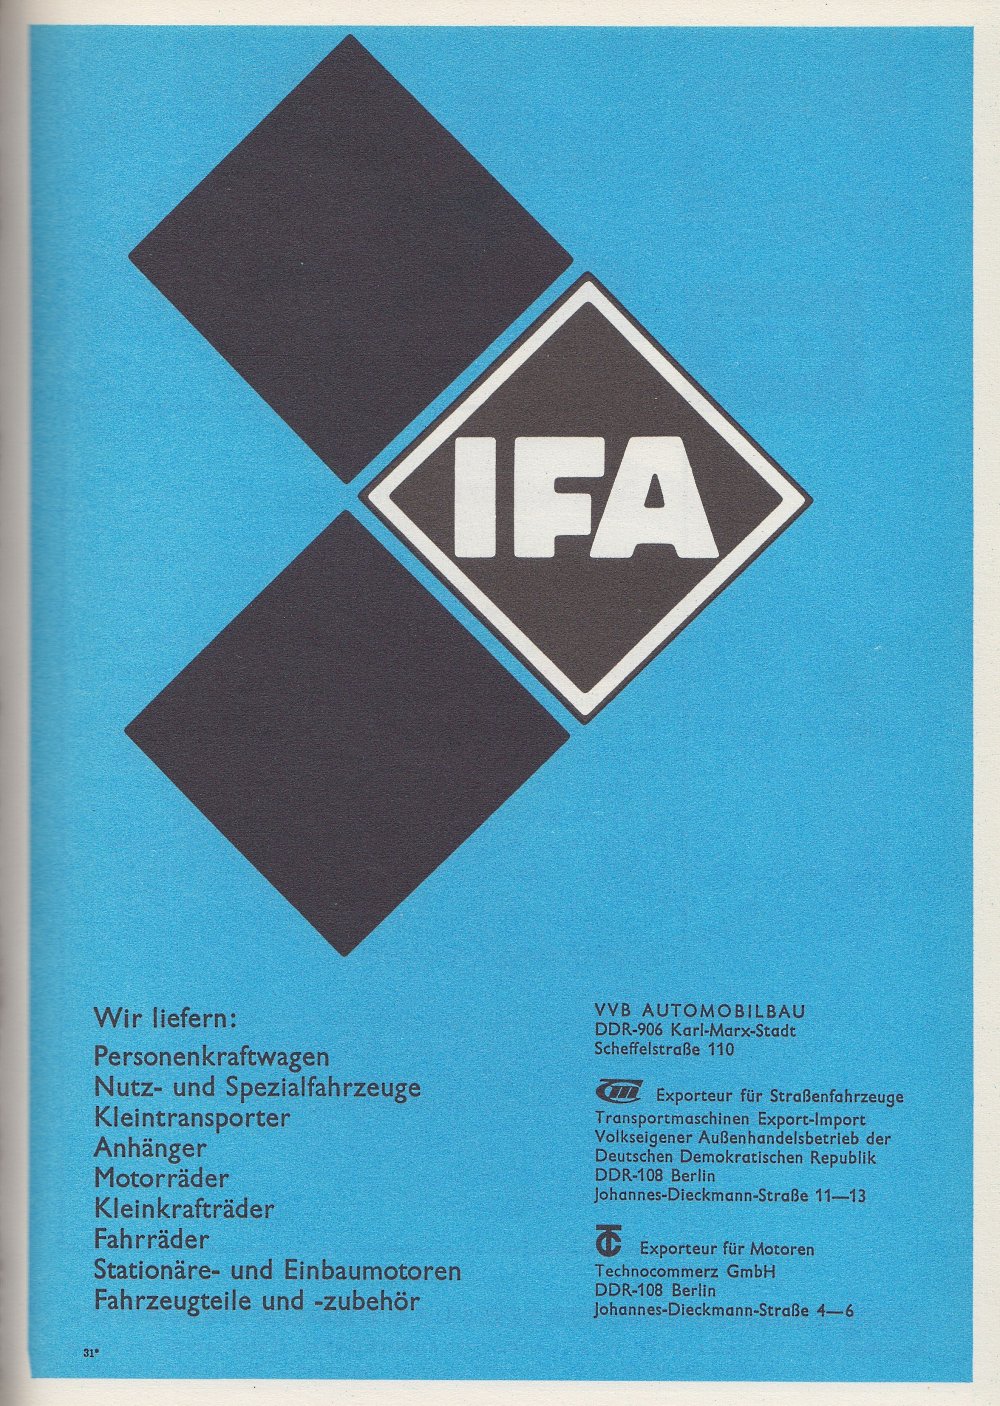 IFA
Wir liefern:
Personenkraftwagen
Nutz- und Spezialfahrzeuge
Kleintransporter
Anhänger
Motorräder
Kleinkrafträder
Fahrräder
Stationäre- und Einbaumotoren
Fahrzeugteile und -zubehör
VVB AUTOMOBILBAU
DDR-906 Karl-Marx-Stadt
Scheffelstraße 110
Exporteur für Straßenfahrzeuge
Transportmaschinen Export-Import
Volkseigener Außenhandelsbetrieb der
Deutschen Demokratischen Republik
DDR-108 Berlin
Johannes-Dieckmann-Straße 11—13
TC Exporteur für Motoren
Technocommerz GmbH
DDR-108 Berlin
Johannes-Dieckmann-Straße 4—6
31*